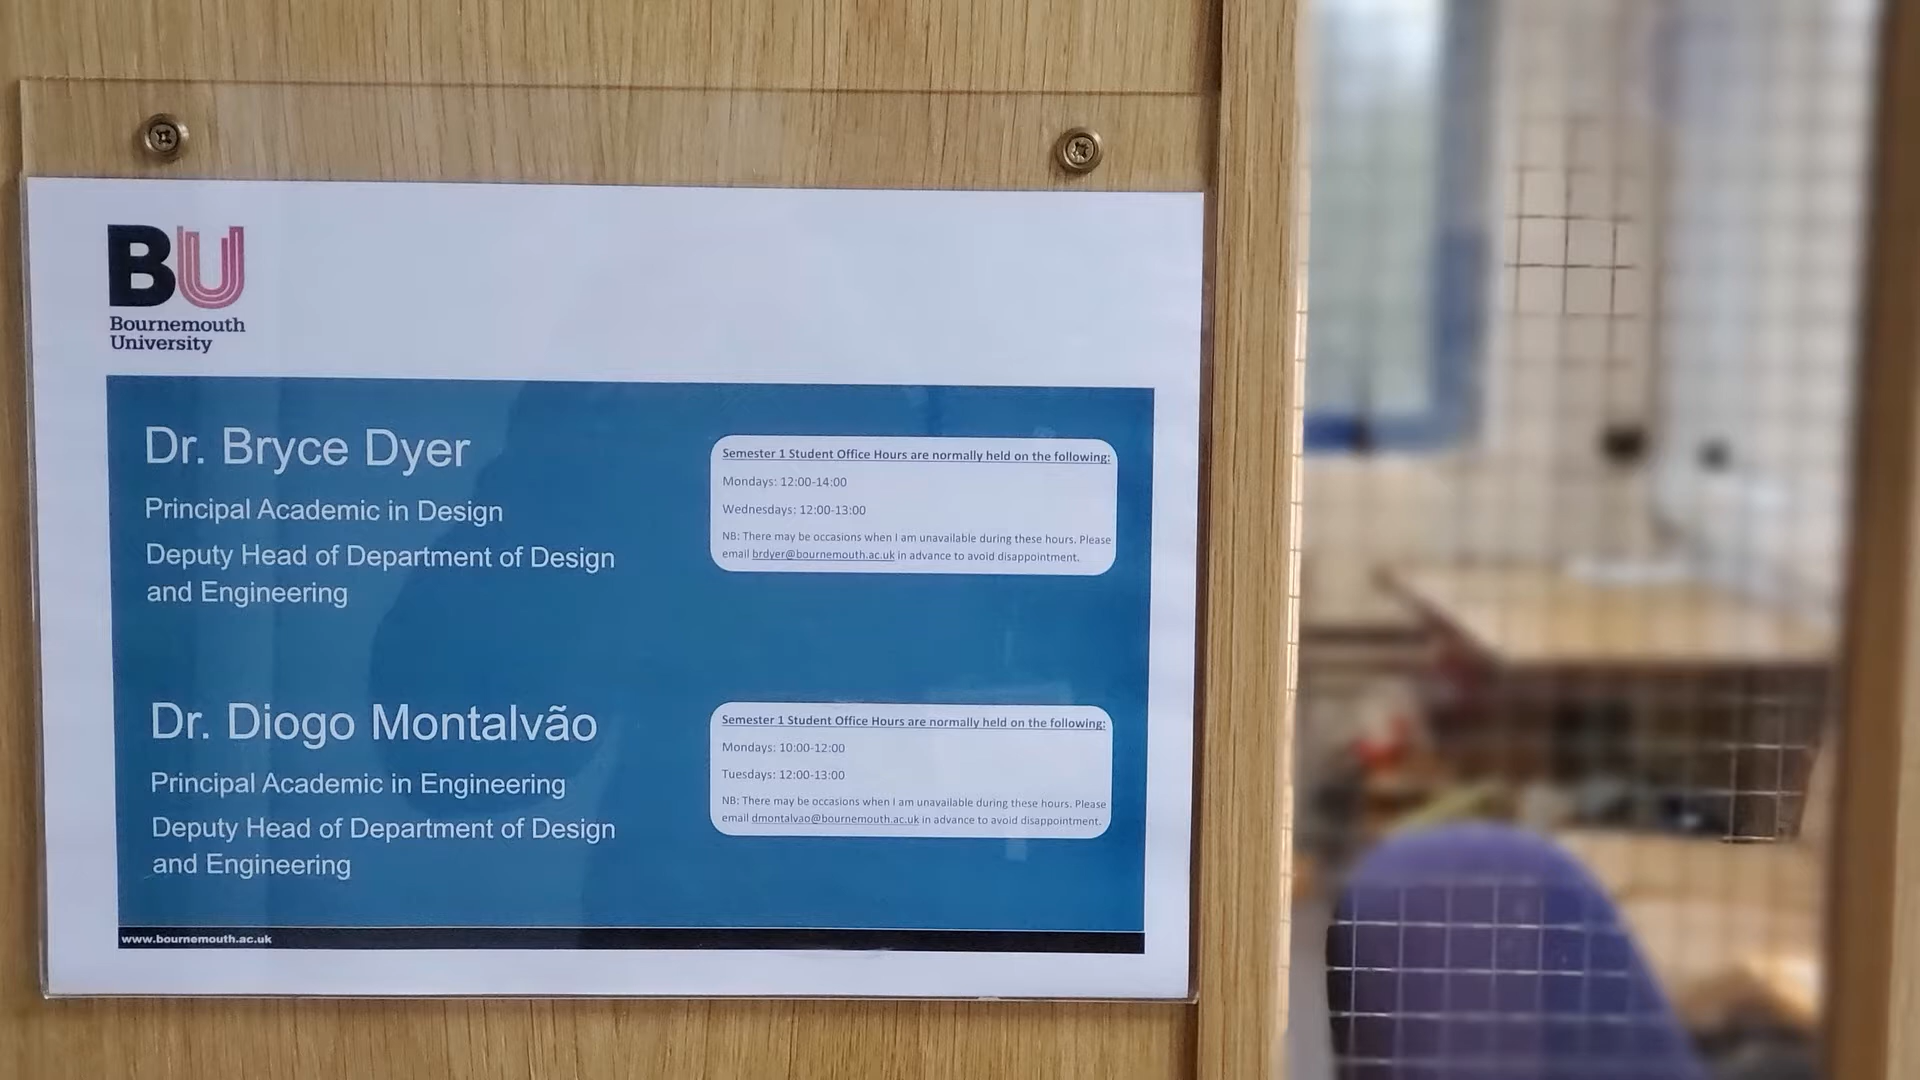 BU
Bournemouth
University
Dr. Bryce Dyer
Principal Academic in Design
Deputy Head of Department of Design
and Engineering
Semester 1 Student Office Hours are normally held on the following:
Mondays: 12:00-14:00
Wednesdays: 12:00-13:00
NB: There may be occasions when I am unavailable during these hours. Please
email brdyer@bournemouth.ac.uk in advance to avoid disappointment.
Dr. Diogo Montalvão
Principal Academic in Engineering
Deputy Head of Department of Design
and Engineering
Semester 1 Student Office Hours are normally held on the following:
Mondays: 10:00-12:00
Tuesdays: 12:00-13:00
NB: There may be occasions when I am unavailable during these hours. Please
email dmontalvao@bournemouth.ac.uk in advance to avoid disappointment.
www.bournemouth.ac.uk